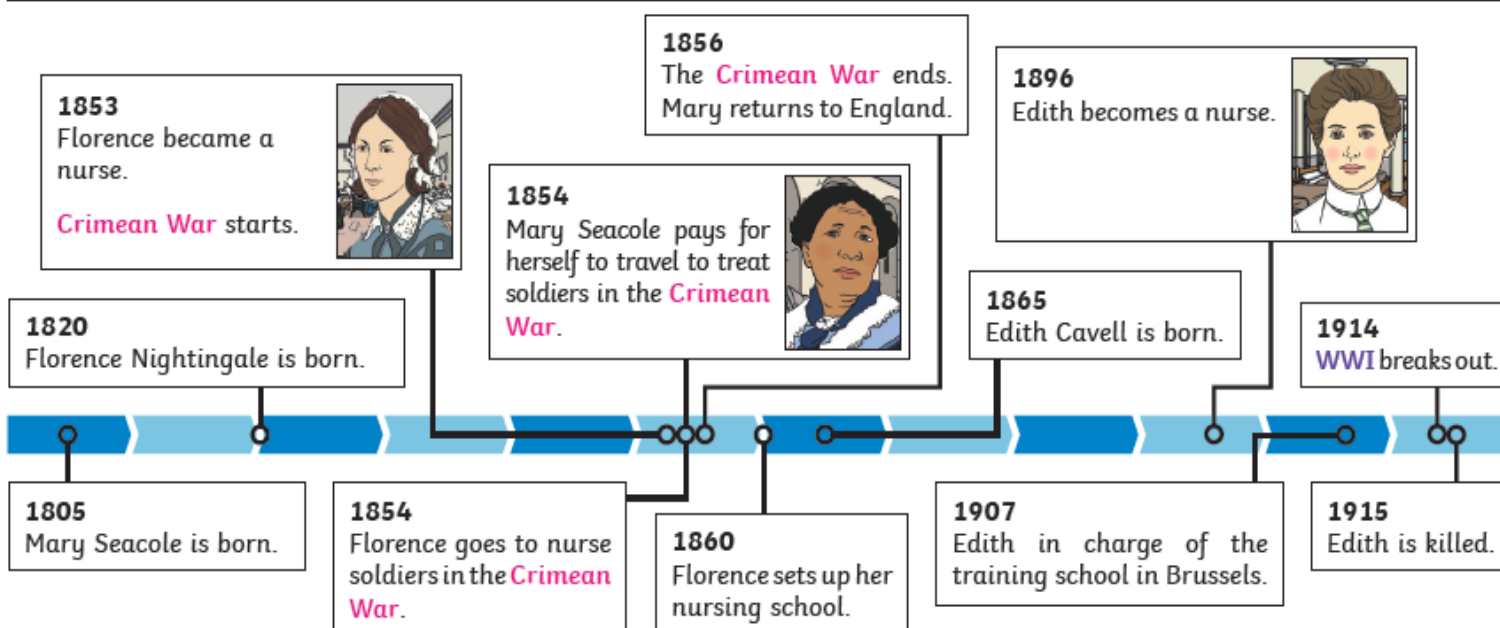 1853
Florence became a
nurse.
Crimean War starts.
1856
The Crimean War ends.
Mary returns to England.
1896
Edith becomes a nurse.
1854
Mary Seacole pays for
herself to travel to treat
soldiers in the Crimean
War.
1820
Florence Nightingale is born.
1865
Edith Cavell is born.
1914
WWI breaks out.
1805
Mary Seacole is born.
1854
Florence goes to nurse
soldiers in the Crimean
War.
1860
Florence sets up her
nursing school.
1907
Edith in charge of the
training school in Brussels.
1915
Edith is killed.